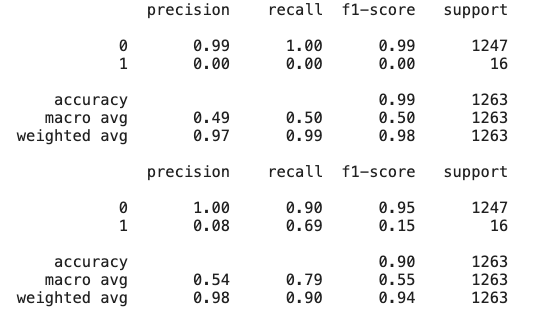 precision recall f1-score support
0 0.99 1.00 0.99 1247
1 0.00 0.00 0.00 16
accuracy 0.99 1263
macro avg 0.49 0.50 0.50 1263
weighted avg 0.97 0.99 0.98 1263
precision recall f1-score support
0 1.00 0.90 0.95 1247
1 0.08 0.69 0.15 16
accuracy 0.90 1263
macro avg 0.54 0.79 0.55 1263
weighted avg 0.98 0.90 0.94 1263